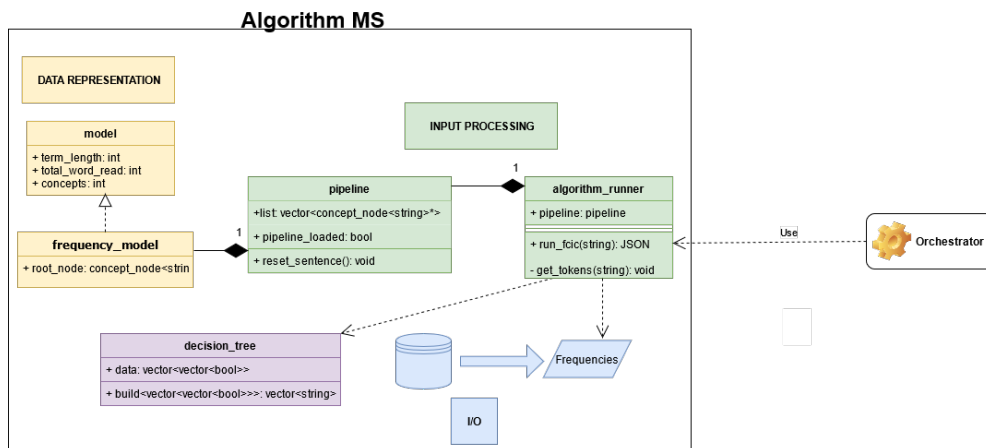 Algorithm MS
DATA REPRESENTATION
model
+ term_length: int
+ total_word_read: int
+ concepts: int
INPUT PROCESSING
frequency_model
+ root_node: concept_node<strin
1
pipeline
+list: vector<concept_node<string>*>
+ pipeline_loaded: bool
+ reset_sentence(): void
1
algorithm_runner
+ pipeline: pipeline
+ run_fcic(string): JSON
- get_tokens(string): void
Use
Orchestrator
decision_tree
+ data: vector<vector<bool>>
+ build<vector<vector<bool>>>: vector<string>
Frequencies
I/O